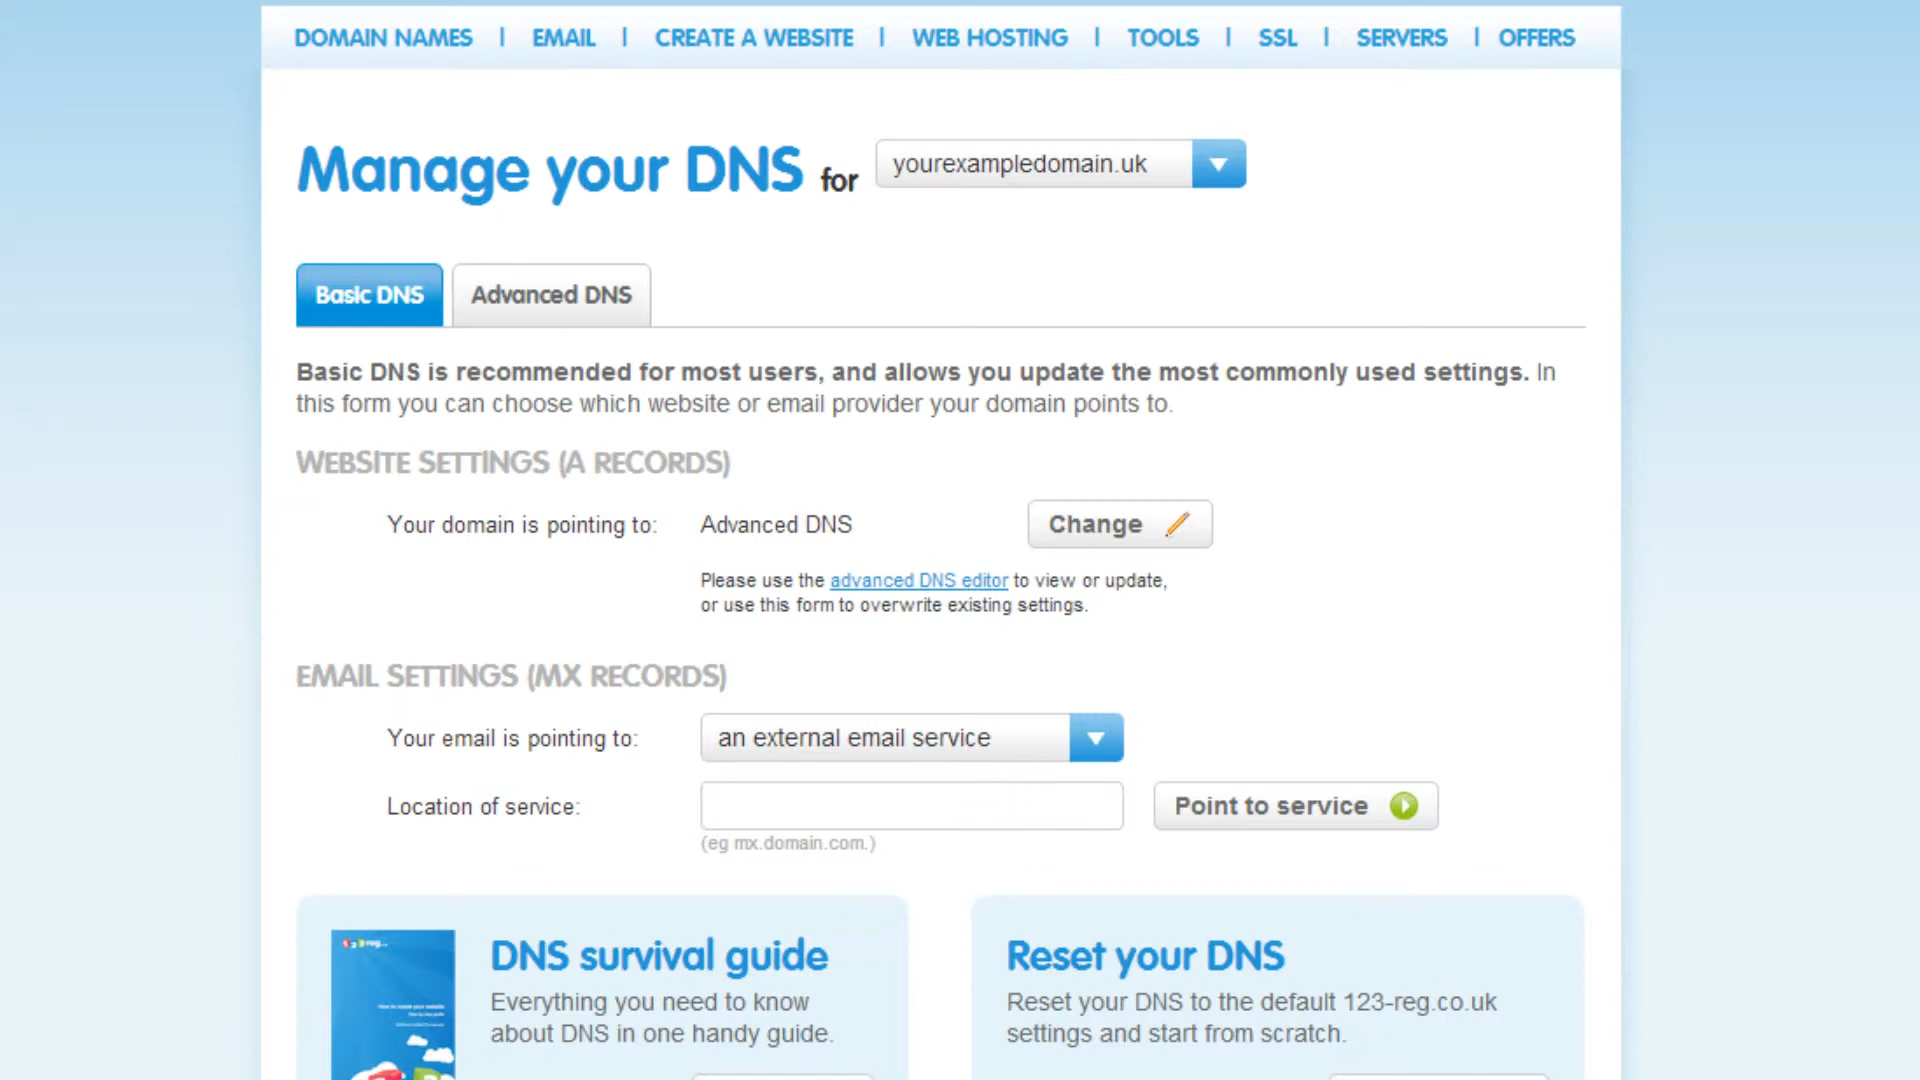 DOMAIN NAMES | EMAIL | CREATE A WEBSITE | WEB HOSTING | TOOLS | SSL | SERVERS | OFFERS
Manage your DNS for yourexampledomain.uk
Basic DNS Advanced DNS
Basic DNS is recommended for most users, and allows you update the most commonly used settings. In
this form you can choose which website or email provider your domain points to.
WEBSITE SETTINGS (A RECORDS)
Your domain is pointing to: Advanced DNS Change
Please use the advanced DNS editor to view or update,
or use this form to overwrite existing settings.
EMAIL SETTINGS (MX RECORDS)
Your email is pointing to: an external email service
Location of service: Point to service
(eg mx.domain.com.)
123reg
DNS survival guide
Everything you need to know
about DNS in one handy guide.
Reset your DNS
Reset your DNS to the default 123-reg.co.uk
settings and start from scratch.